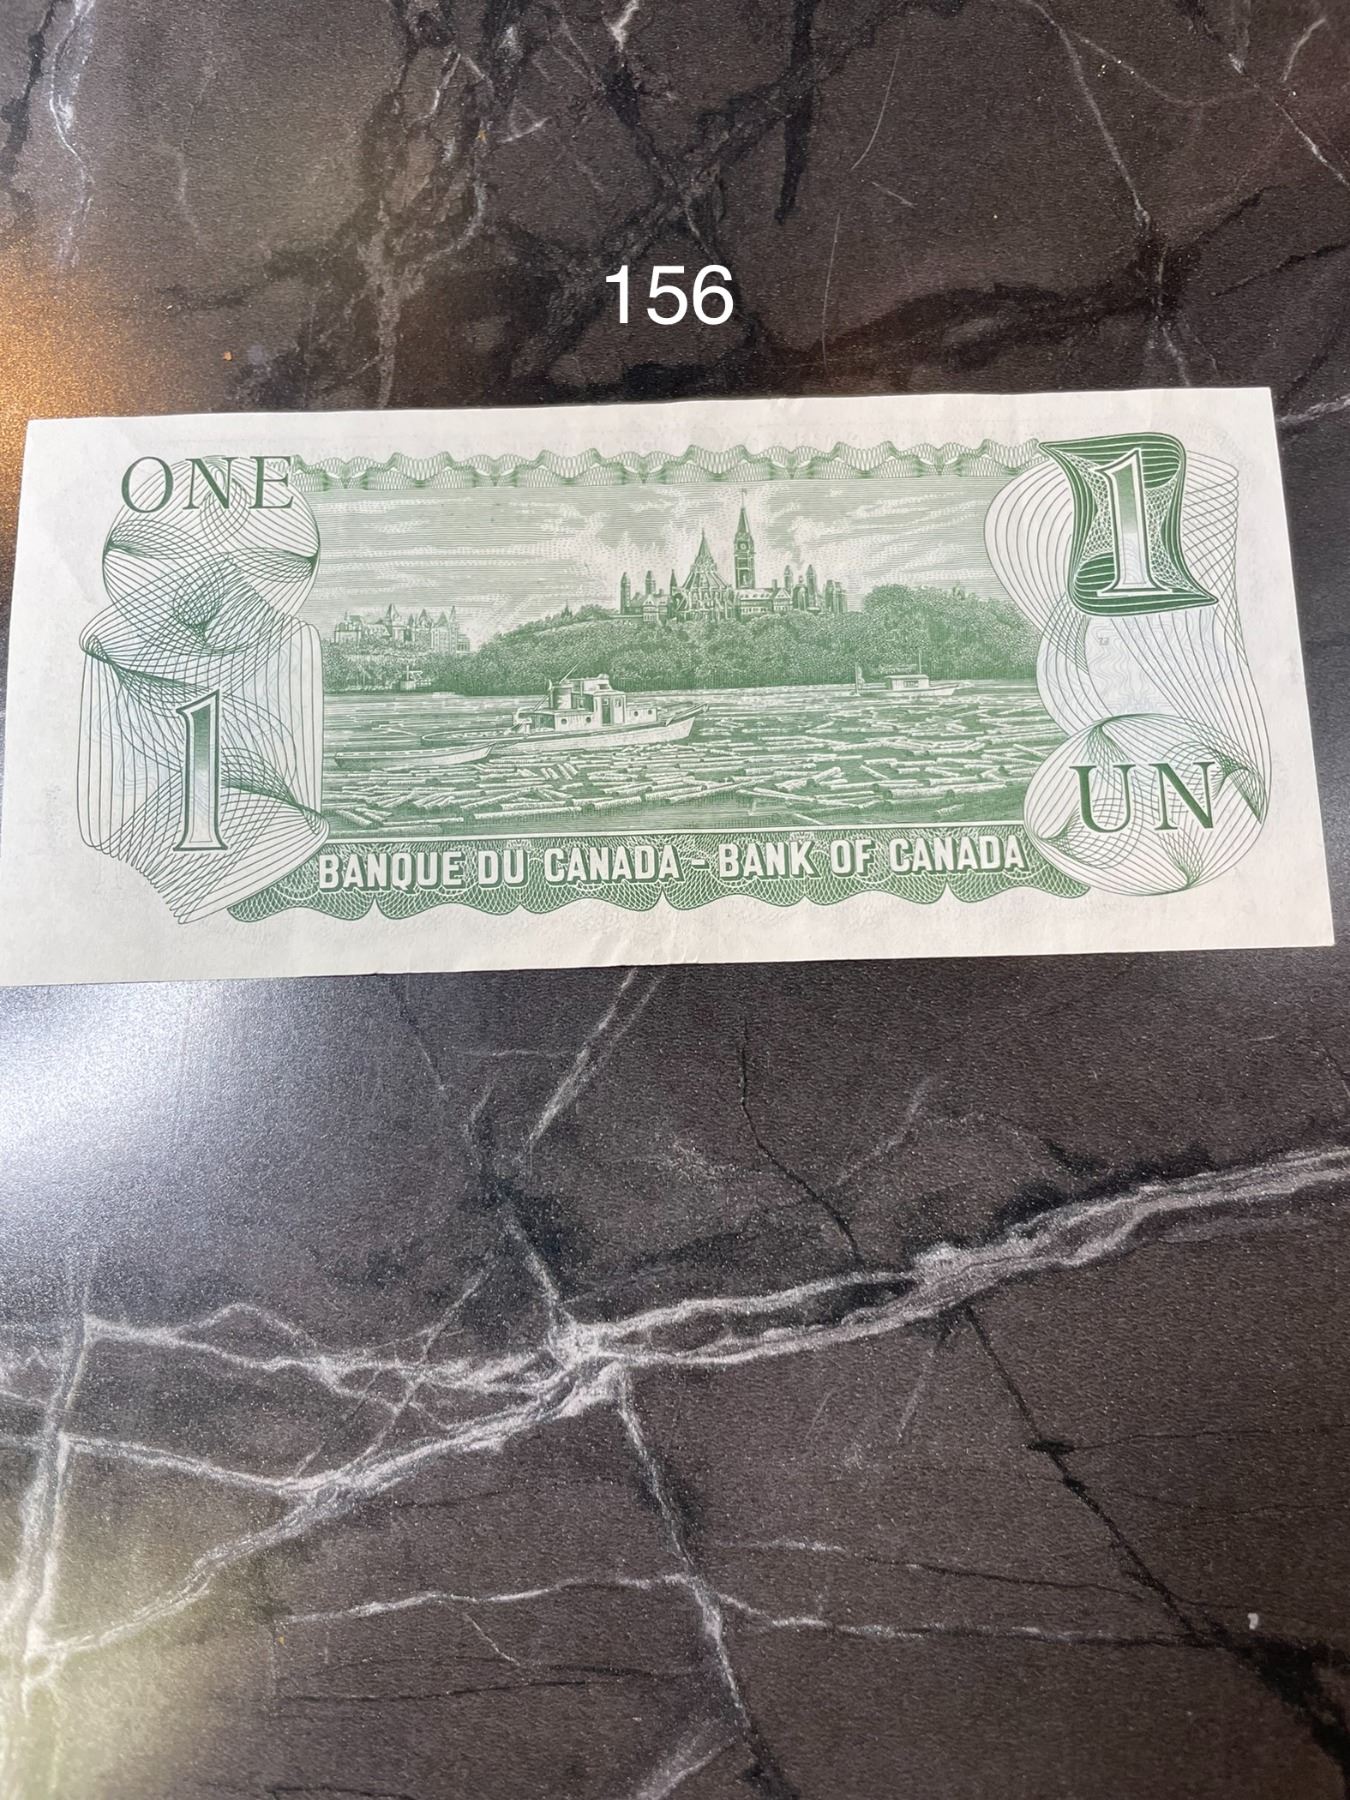 156
ONE
1
1
UN
BANQUE DU CANADA - BANK OF CANADA